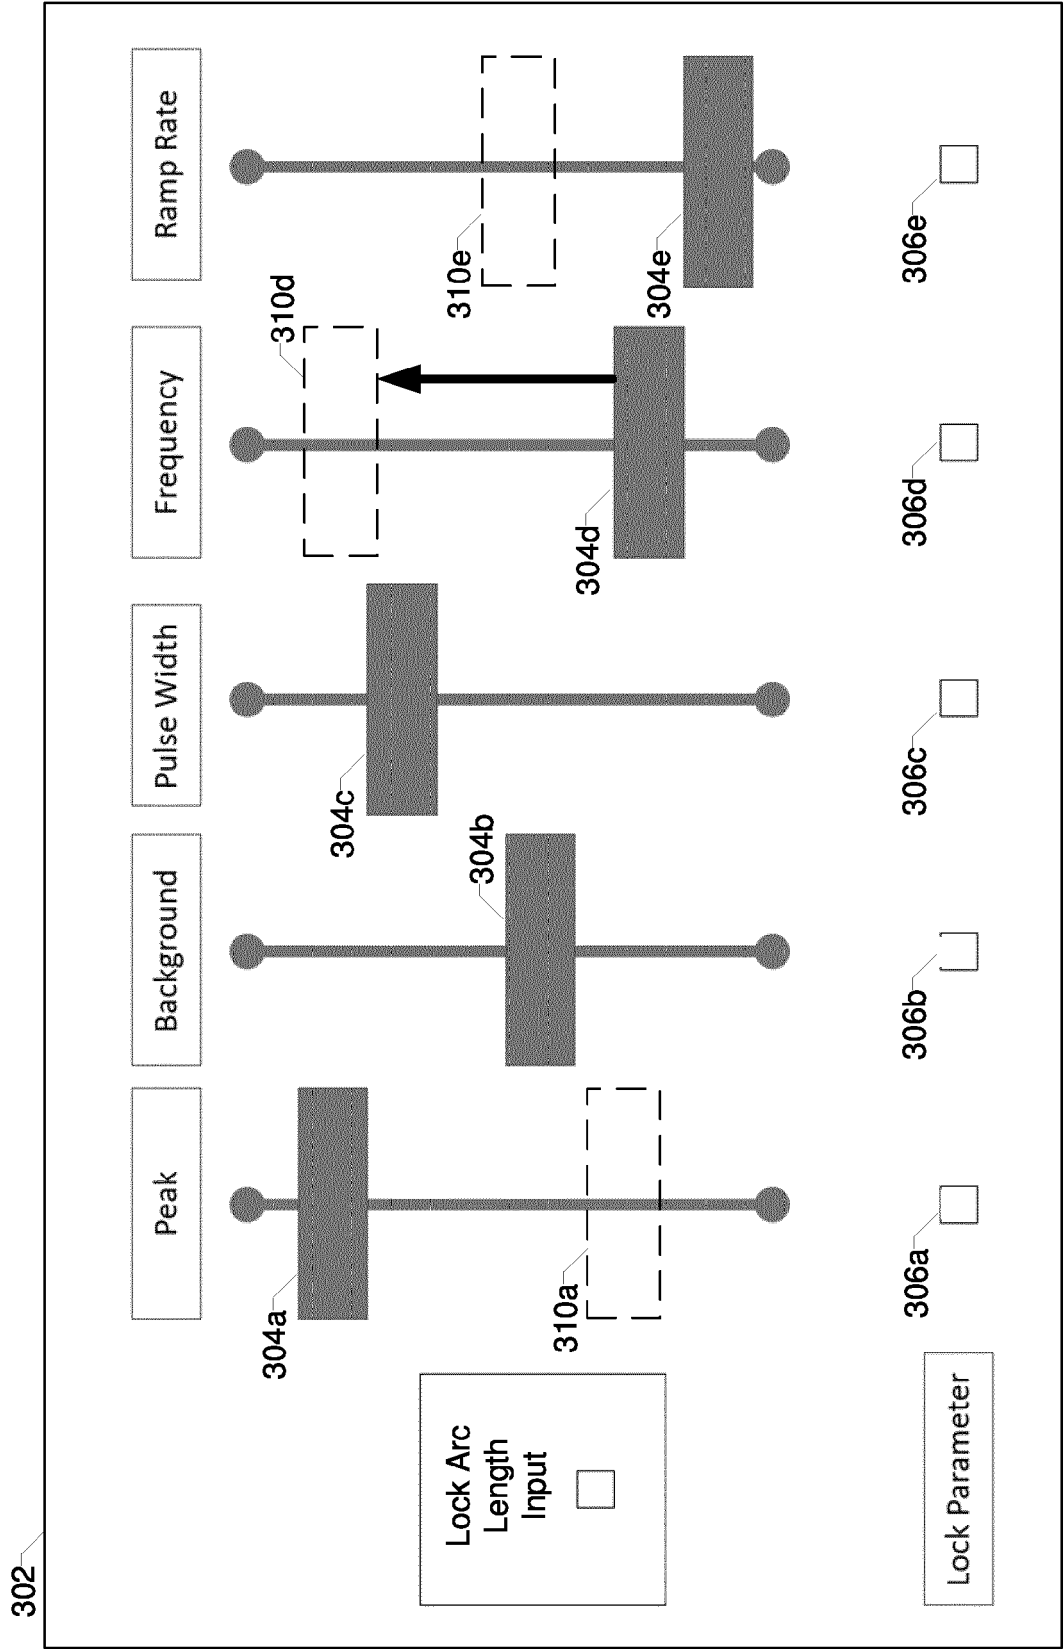 302
Peak
Background
Pulse Width
Frequency
Ramp Rate
304a
304b
304c
304d
304e
310a
310d
310e
Lock Arc
Length
Input
Lock Parameter
306a
306b
306c
306d
306e